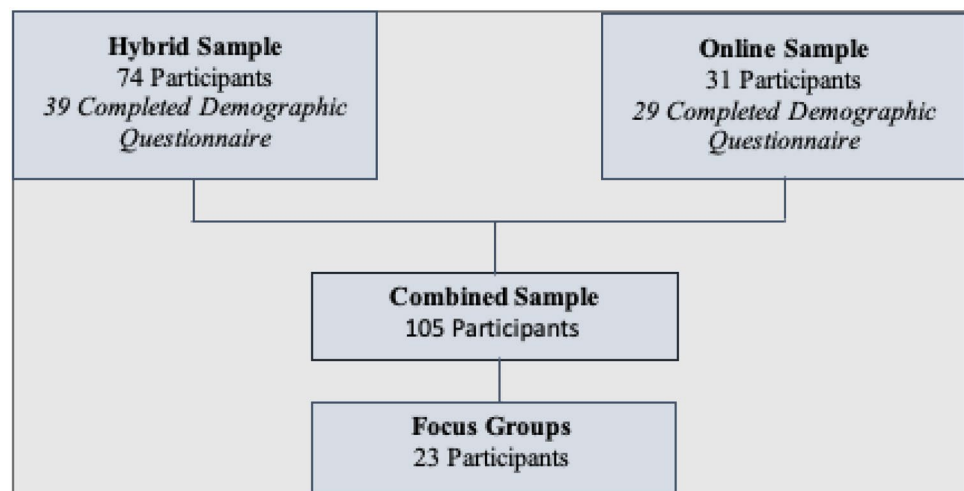 Hybrid Sample
74 Participants
39 Completed Demographic
Questionnaire
Online Sample
31 Participants
29 Completed Demographic
Questionnaire
Combined Sample
105 Participants
Focus Groups
23 Participants